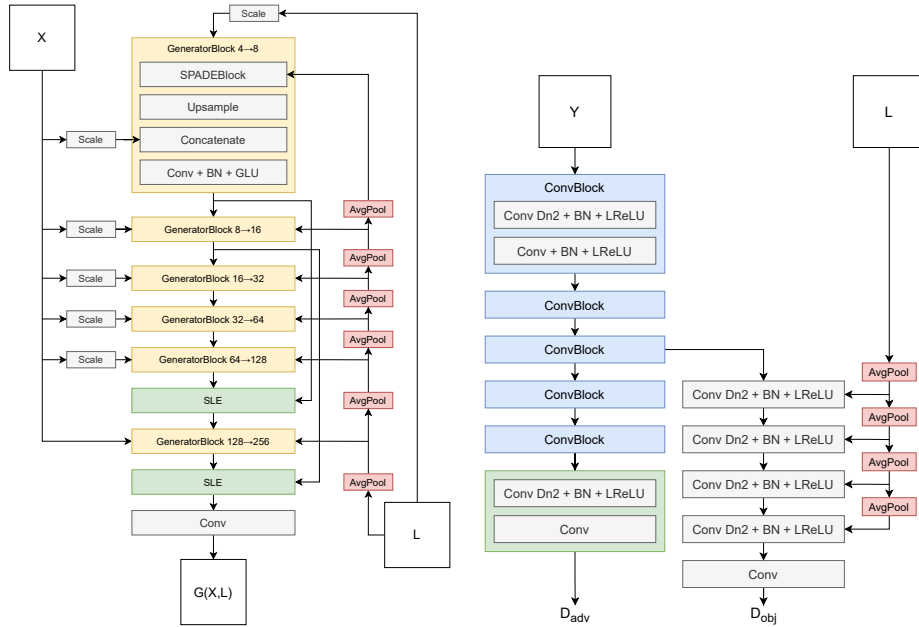 X
Scale
GeneratorBlock 4→8
SPADEBlock
Upsample
Scale
Concatenate
Conv + BN + GLU
AvgPool
Scale
GeneratorBlock 8→16
AvgPool
Scale
GeneratorBlock 16→32
AvgPool
Scale
GeneratorBlock 32→64
AvgPool
Scale
GeneratorBlock 64→128
SLE
AvgPool
GeneratorBlock 128→256
SLE
AvgPool
Conv
L
G(X,L)
Y
ConvBlock
Conv Dn2 + BN + LReLU
Conv + BN + LReLU
ConvBlock
ConvBlock
ConvBlock
ConvBlock
Conv Dn2 + BN + LReLU
Conv
Dadv
L
AvgPool
Conv Dn2 + BN + LReLU
AvgPool
Conv Dn2 + BN + LReLU
AvgPool
Conv Dn2 + BN + LReLU
AvgPool
Conv Dn2 + BN + LReLU
Conv
Dobj